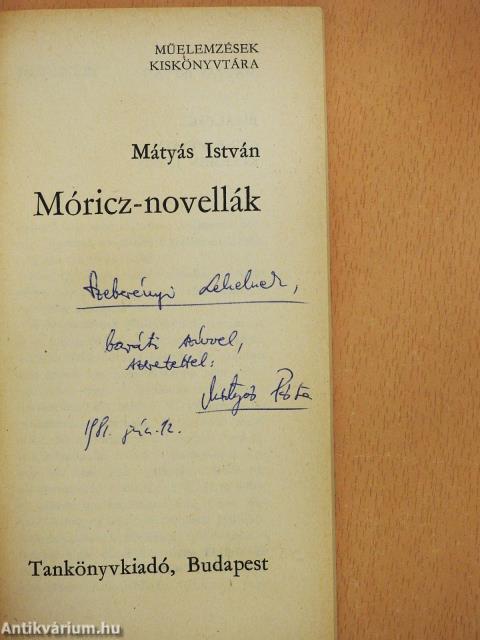 MŰELEMZÉSEK
KISKÖNYVTÁRA
Mátyás István
Móricz-novellák
Szeberényi Lehelnek,
baráti szívvel,
szeretettel:
Mátyás Pista
1981. jún. 12.
Tankönyvkiadó, Budapest
Antikvárium.hu